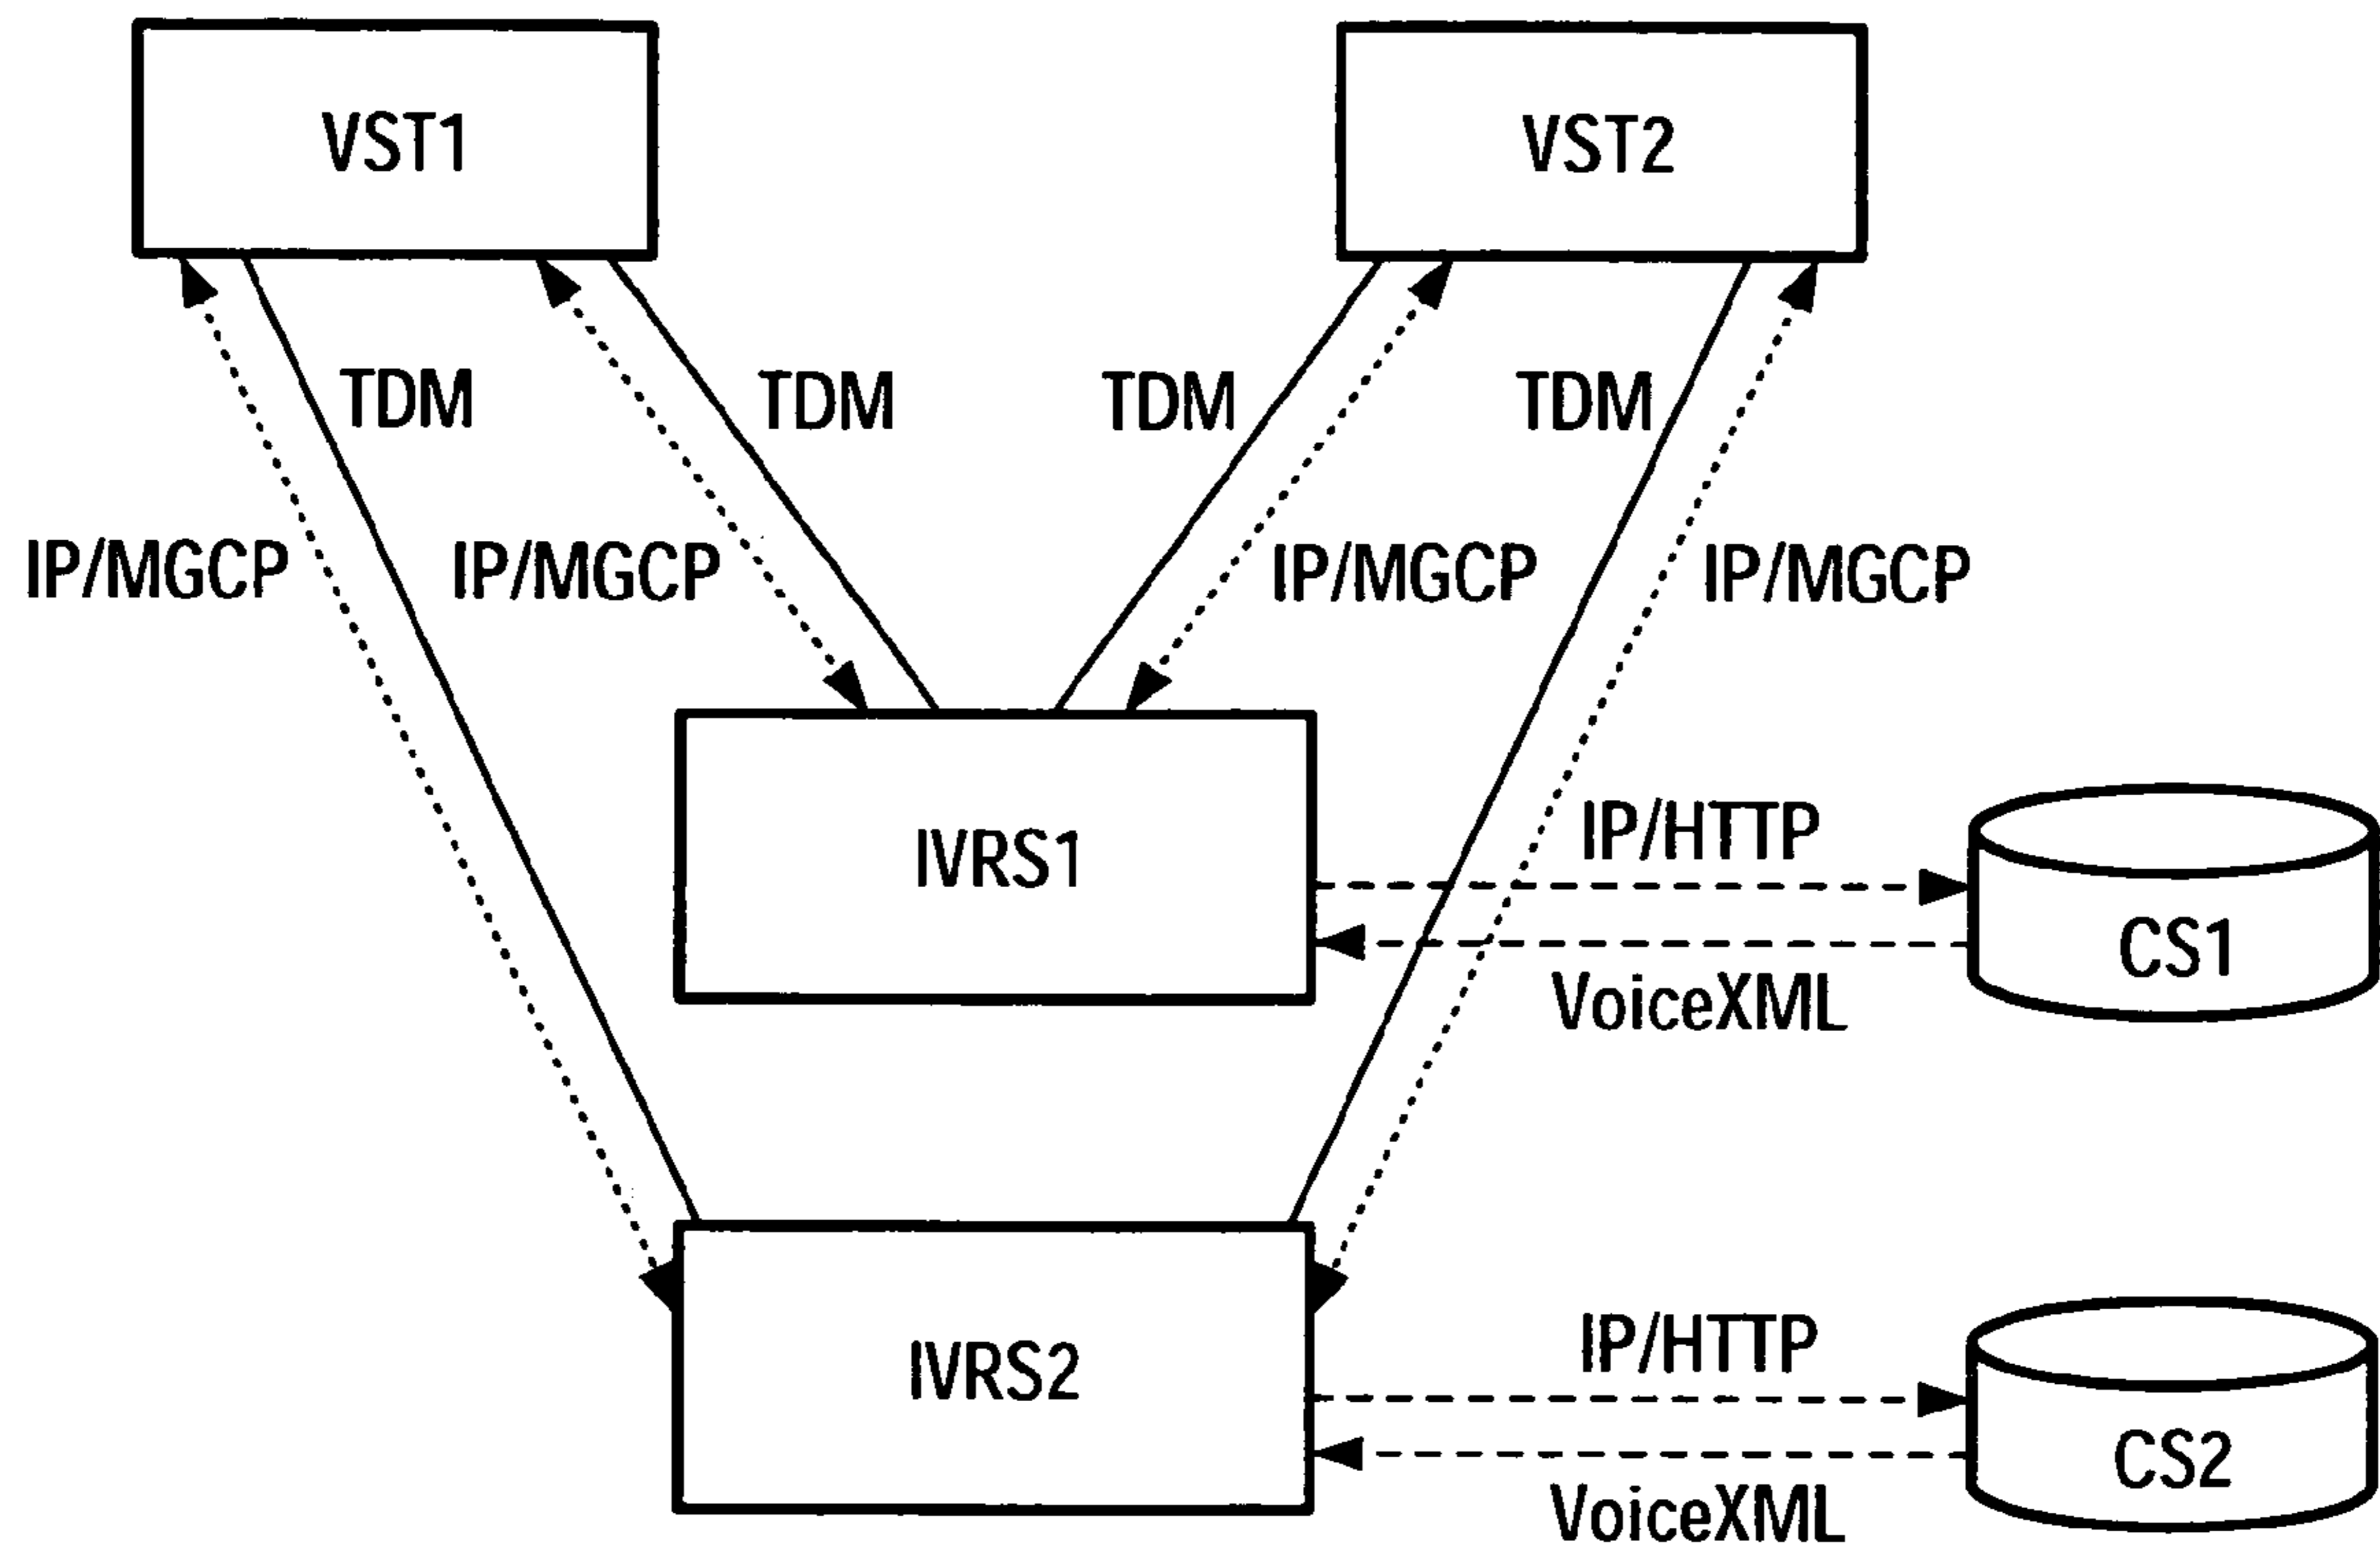 VST1
VST2
TDM
TDM
TDM
TDM
IP/MGCP
IP/MGCP
IP/MGCP
IP/MGCP
IVRS1
IP/HTTP
CS1
VoiceXML
IVRS2
IP/HTTP
CS2
VoiceXML